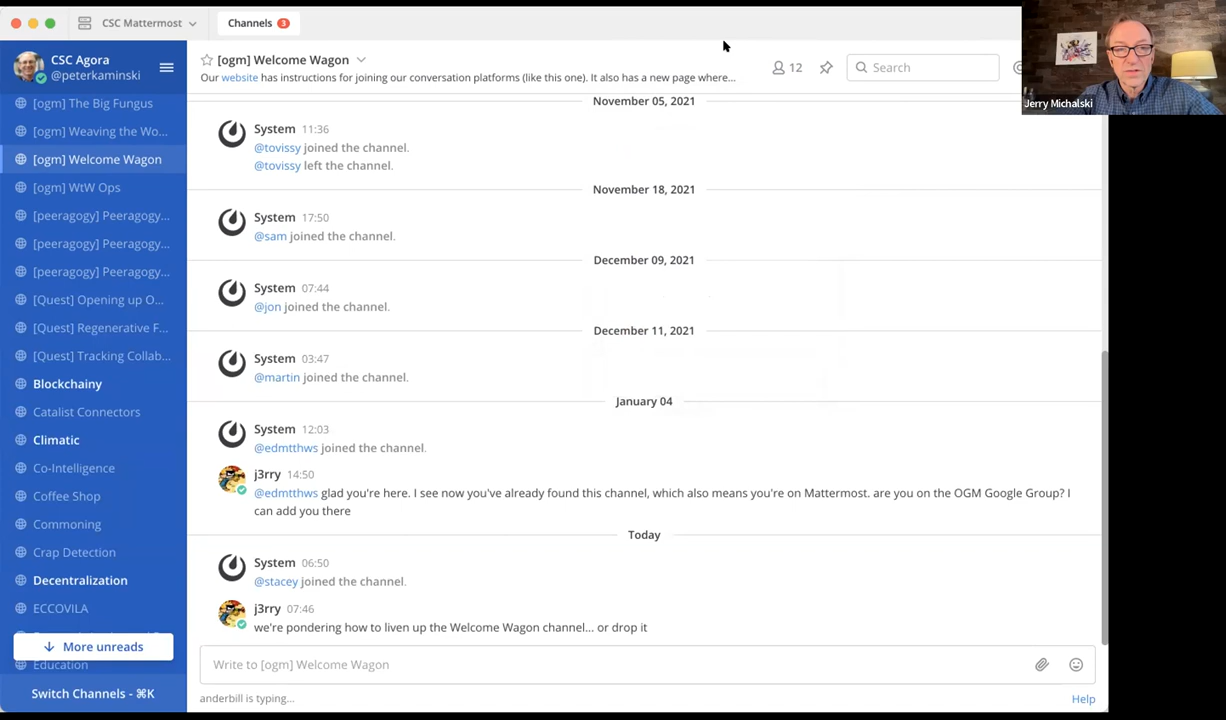 CSC Mattermost
Channels 3
CSC Agora
@peterkaminski
[ogm] The Big Fungus
[ogm] Weaving the Wo...
[ogm] Welcome Wagon
[ogm] WtW Ops
[peeragogy] Peeragogy...
[peeragogy] Peeragogy...
[peeragogy] Peeragogy...
[Quest] Opening up O...
[Quest] Regenerative F...
[Quest] Tracking Collab...
Blockchainy
Catalist Connectors
Climatic
Co-Intelligence
Coffee Shop
Commoning
Crap Detection
Decentralization
ECCOVILA
More unreads
Education
Switch Channels - ⌘K
[ogm] Welcome Wagon
Our website has instructions for joining our conversation platforms (like this one). It also has a new page where...
12
Search
November 05, 2021
System 11:36
@tovissy joined the channel.
@tovissy left the channel.
November 18, 2021
System 17:50
@sam joined the channel.
December 09, 2021
System 07:44
@jon joined the channel.
December 11, 2021
System 03:47
@martin joined the channel.
January 04
System 12:03
@edmtthws joined the channel.
j3rry 14:50
@edmtthws glad you're here. I see now you've already found this channel, which also means you're on Mattermost. are you on the OGM Google Group? I
can add you there
Today
System 06:50
@stacey joined the channel.
j3rry 07:46
we're pondering how to liven up the Welcome Wagon channel... or drop it
Write to [ogm] Welcome Wagon
anderbill is typing...
Help
Jerry Michalski